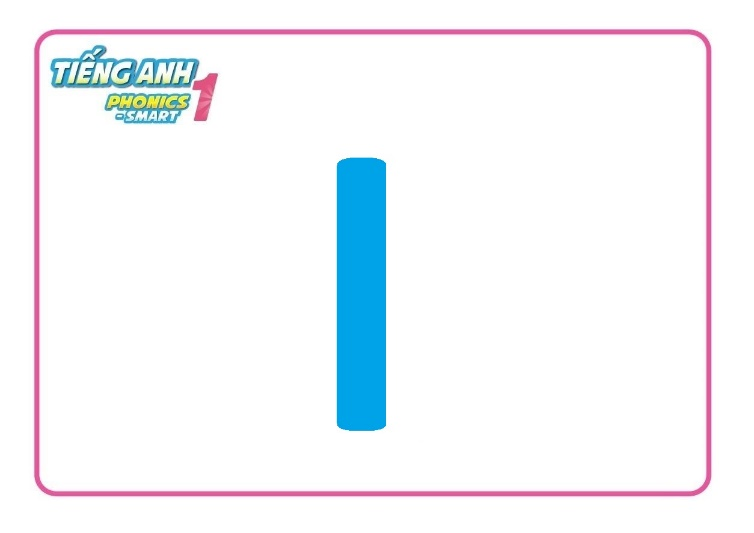 TIẾNG ANH 1
PHONICS
-SMART
l